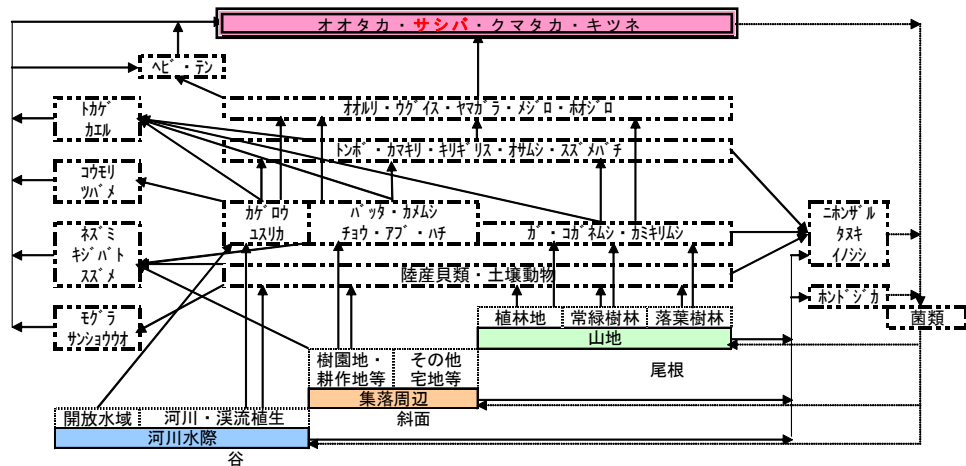 オオタカ・サシバ・クマタカ・キツネ
ﾍﾋﾞ・ﾃﾝ
ｵｵﾙﾘ・ｳｸﾞｲｽ・ﾔﾏｶﾞﾗ・ﾒｼﾞﾛ・ﾎｵｼﾞﾛ
ﾄｶｹﾞ
ｶｴﾙ
ﾄﾝﾎﾞ・ｶﾏｷﾘ・ｷﾘｷﾞﾘｽ・ｵｻﾑｼ・ｽｽﾞﾒﾊﾞﾁ
ｺｳﾓﾘ
ﾂﾊﾞﾒ
ｶｹﾞﾛｳ
ﾕｽﾘｶ
ﾊﾞｯﾀ・ｶﾒﾑｼ
ﾁｮｳ・ｱﾌﾞ・ﾊﾁ
ｶﾞ・ｺｶﾞﾈﾑｼ・ｶﾐｷﾘﾑｼ
ﾆﾎﾝｻﾞﾙ
ﾀﾇｷ
ｲﾉｼｼ
ﾈｽﾞﾐ
ｷｼﾞﾊﾞﾄ
ｽｽﾞﾒ
陸産貝類・土壌動物
ﾎﾝﾄﾞｼﾞｶ
菌類
ﾓｸﾞﾗ
ｻﾝｼｮｳｳｵ
植林地
常緑樹林
落葉樹林
山地
尾根
樹園地・
耕作地等
その他
宅地等
集落周辺
斜面
開放水域
河川・渓流植生
河川水際
谷